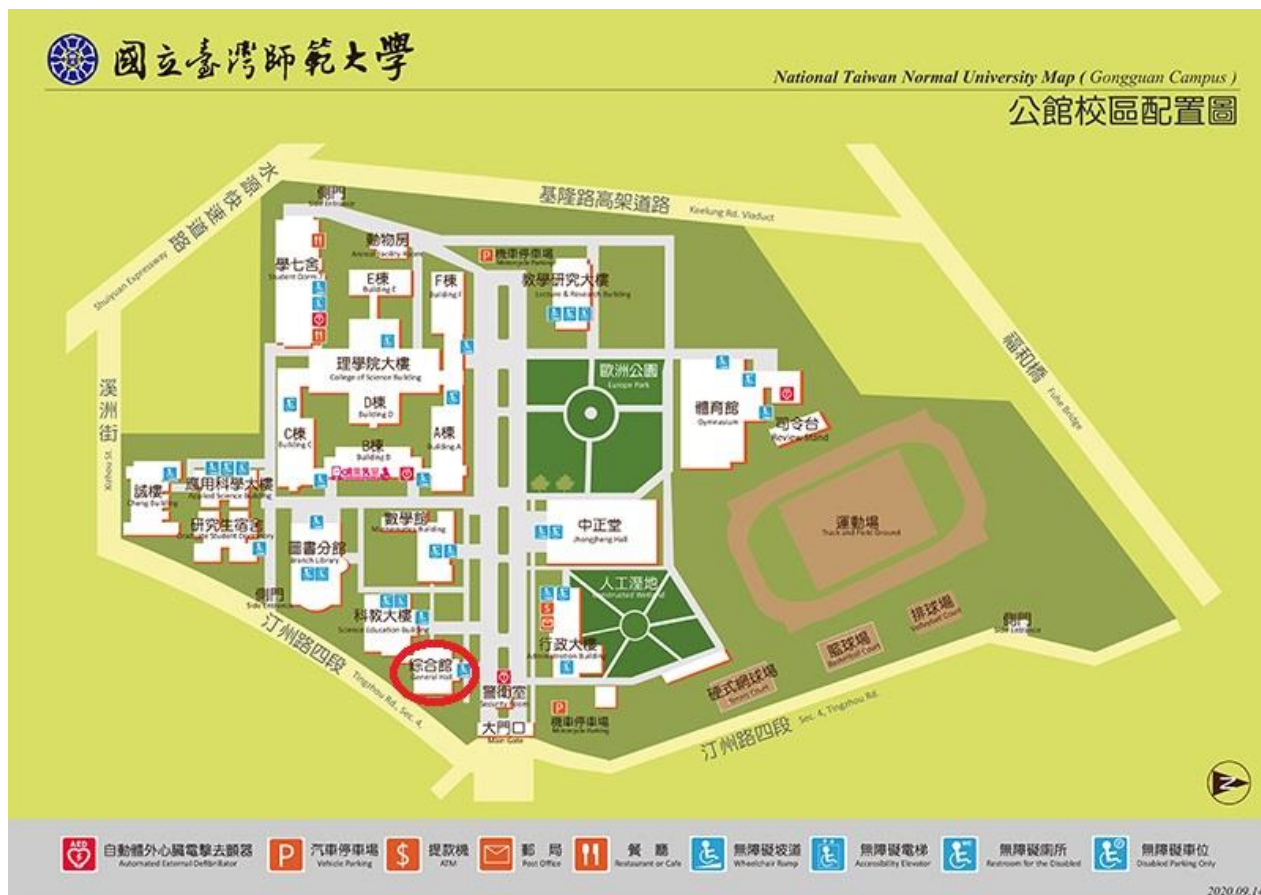 國立臺灣師範大學
National Taiwan Normal University Map ( Gongguan Campus )
公館校區配置圖
水源快速道路
Shuiyuan Expressway
側門
Side Entrance
基隆路高架道路
Keelung Rd. Viaduct
動物房
Animal Facility Room
機車停車場
Motorcycle Parking
學七舍
Student Dorm 7
E棟
Building E
F棟
Building F
教學研究大樓
Lecture & Research Building
福和橋
Fuhe Bridge
理學院大樓
College of Science Building
歐洲公園
Europe Park
溪洲街
Xizhou St.
D棟
Building D
體育館
Gymnasium
司令台
Review Stand
C棟
Building C
B棟
Building B
A棟
Building A
誠樓
Cheng Building
應用科學大樓
Applied Science Building
研究生宿舍
Graduate Student Dormitory
圖書分館
Branch Library
數學館
Mathematics Building
中正堂
Jhongjheng Hall
運動場
Track and Field Ground
人工溼地
Constructed Wetland
側門
Side Entrance
科教大樓
Science Education Building
行政大樓
Administration Building
排球場
Volleyball Court
籃球場
Basketball Court
側門
Side Entrance
綜合館
General Hall
硬式網球場
Tennis Court
汀州路四段
Tingzhou Rd., Sec. 4,
警衛室
Security Room
大門口
Main Gate
機車停車場
Motorcycle Parking
汀州路四段
Sec. 4, Tingzhou Rd.
N
AED
自動體外心臟電擊去顫器
Automated External Defibrillator
P
汽車停車場
Vehicle Parking
$
提款機
ATM
郵局
Post Office
餐廳
Restaurant or Cafe
無障礙坡道
Wheelchair Ramp
無障礙電梯
Accessibility Elevator
無障礙廁所
Restroom for the Disabled
無障礙車位
Disabled Parking Only
2020.09.14